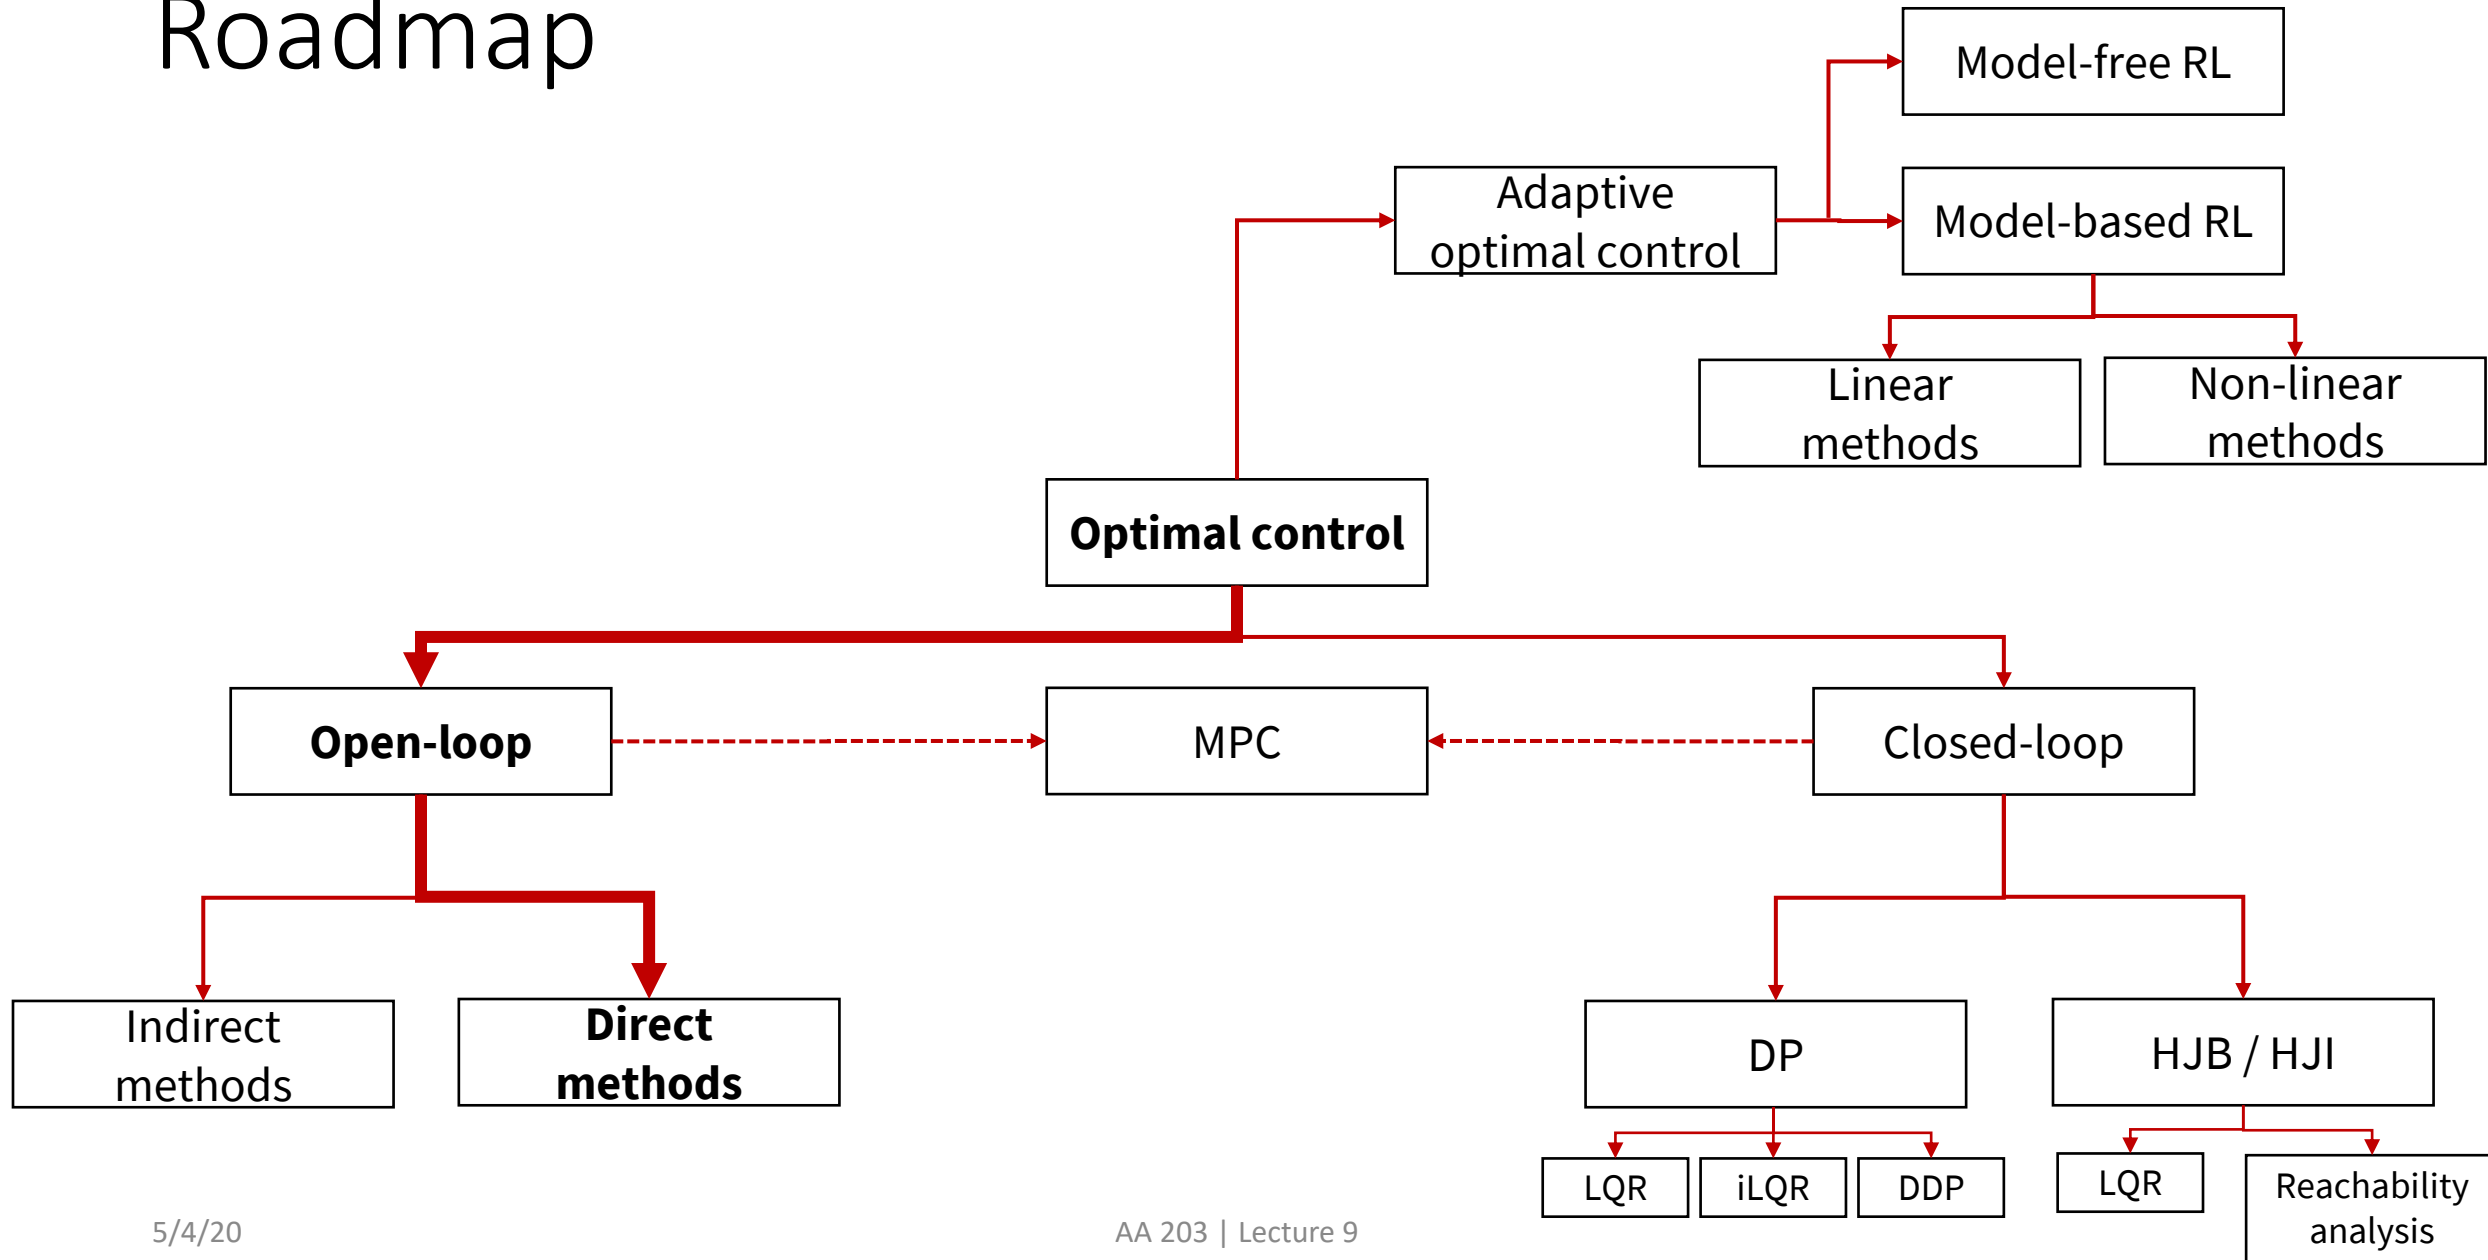 Roadmap
Model-free RL
Adaptive
optimal control
Model-based RL
Linear
methods
Non-linear
methods
Optimal control
Open-loop
MPC
Closed-loop
Indirect
methods
Direct
methods
DP
HJB / HJI
LQR
iLQR
DDP
LQR
Reachability
analysis
5/4/20
AA 203 | Lecture 9